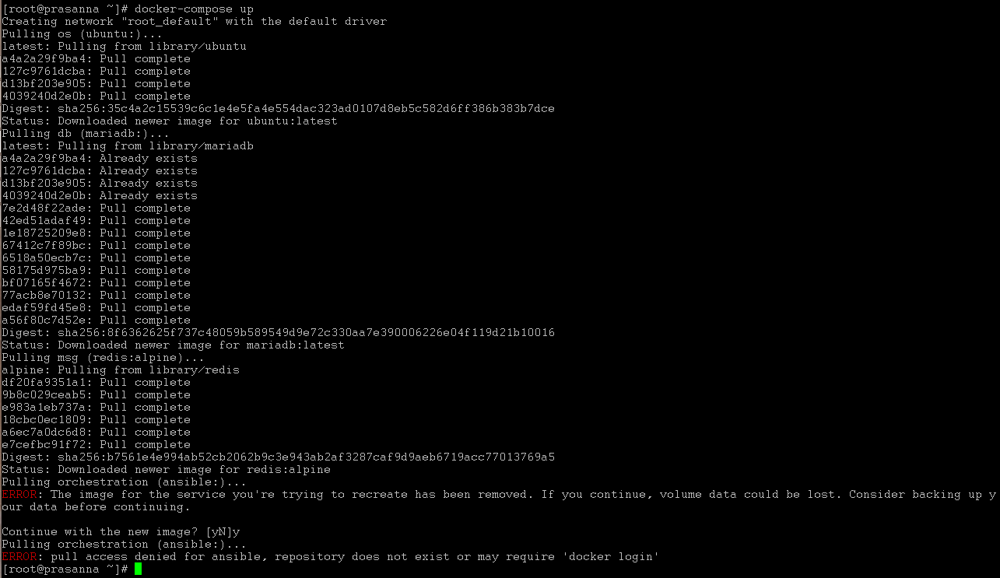 [root@prasanna ~]# docker-compose up
Creating network "root_default" with the default driver
Pulling os (ubuntu:)...
latest: Pulling from library/ubuntu
a4a2a29f9ba4: Pull complete
127c9761dcba: Pull complete
d13bf203e905: Pull complete
4039240d2e0b: Pull complete
Digest: sha256:35c4a2c15539c6c1e4e5fa4e554dac323ad0107d8eb5c582d6ff386b383b7dce
Status: Downloaded newer image for ubuntu:latest
Pulling db (mariadb:)...
latest: Pulling from library/mariadb
a4a2a29f9ba4: Already exists
127c9761dcba: Already exists
d13bf203e905: Already exists
4039240d2e0b: Already exists
7e2d48f22ade: Pull complete
42ed51adaf49: Pull complete
1e18725209e8: Pull complete
67412c7f89bc: Pull complete
6518a50ecb7c: Pull complete
58175d975ba9: Pull complete
bf07165f4672: Pull complete
77acb8e70132: Pull complete
edaf59fd45e8: Pull complete
a56f80c7d52e: Pull complete
Digest: sha256:8f6362625f737c48059b589549d9e72c330aa7e390006226e04f119d21b10016
Status: Downloaded newer image for mariadb:latest
Pulling msg (redis:alpine)...
alpine: Pulling from library/redis
df20fa9351a1: Pull complete
9b8c029ceab5: Pull complete
e983a1eb737a: Pull complete
18cbc0ec1809: Pull complete
a6ec7a0dc6d8: Pull complete
e7cefbc91f72: Pull complete
Digest: sha256:b7561e4e994ab52cb2062b9c3e943ab2af3287caf9d9aeb6719acc77013769a5
Status: Downloaded newer image for redis:alpine
Pulling orchestration (ansible:)...
ERROR: The image for the service you're trying to recreate has been removed. If you continue, volume data could be lost. Consider backing up y
our data before continuing.
Continue with the new image? [yN]y
Pulling orchestration (ansible:)...
ERROR: pull access denied for ansible, repository does not exist or may require 'docker login'
[root@prasanna ~]#